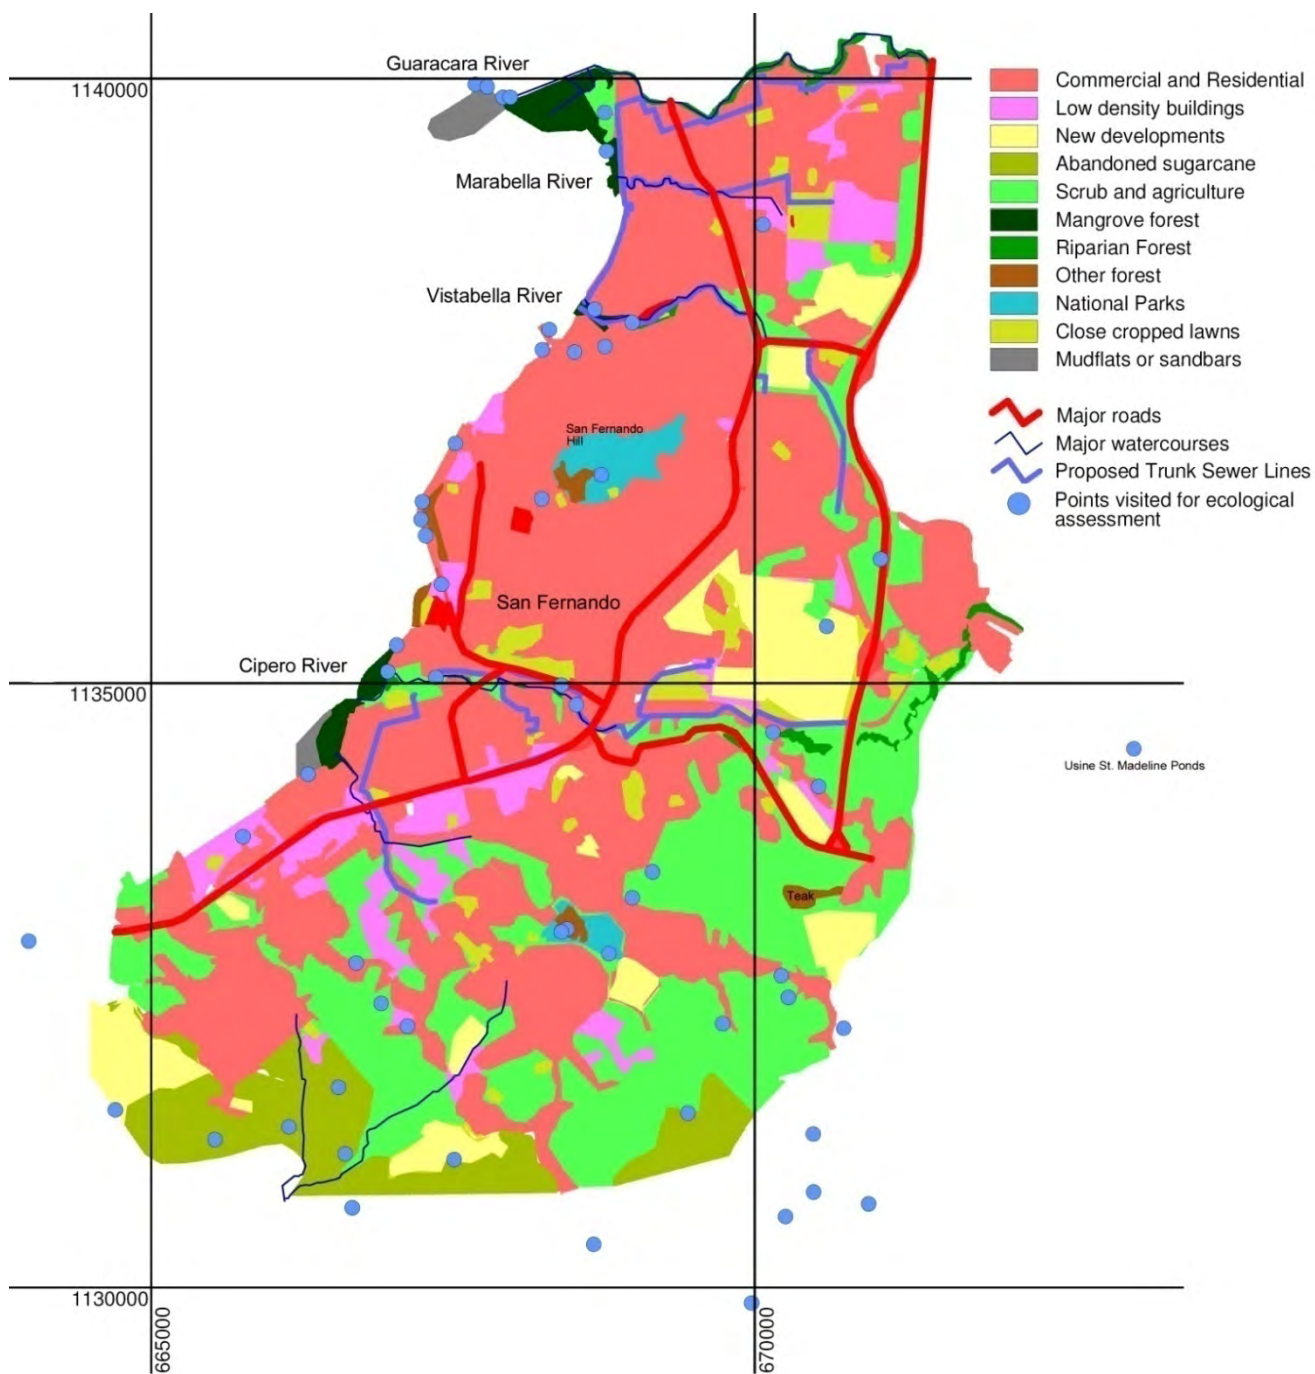 Guaracara River
1140000
Commercial and Residential
Low density buildings
New developments
Abandoned sugarcane
Scrub and agriculture
Mangrove forest
Riparian Forest
Other forest
National Parks
Close cropped lawns
Mudflats or sandbars
Major roads
Major watercourses
Proposed Trunk Sewer Lines
Points visited for ecological
assessment
Marabella River
Vistabella River
San Fernando
Hill
San Fernando
Cipero River
1135000
Usine St. Madeline Ponds
Teak
1130000
665000
670000